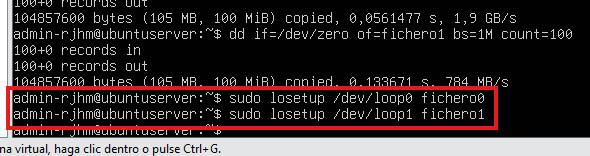 100+0 records out
104857600 bytes (105 MB, 100 MiB) copied, 0,0561477 s, 1,9 GB/s
admin-rjhm@ubuntuserver:~$ dd if=/dev/zero of=fichero1 bs=1M count=100
100+0 records in
100+0 records out
104857600 bytes (105 MB, 100 MiB) copied, 0,133671 s, 784 MB/s
admin-rjhm@ubuntuserver:~$ sudo losetup /dev/loop0 fichero0
admin-rjhm@ubuntuserver:~$ sudo losetup /dev/loop1 fichero1
admin-rjhm@ubuntuserver:~$
na virtual, haga clic dentro o pulse Ctrl+G.